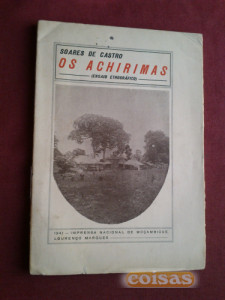 SOARES DE CASTRO
OS ACHIRIMAS
(ENSAIO ETNOGRÁFICO)
1941 — IMPRENSA NACIONAL DE MOÇAMBIQUE
LOURENÇO MARQUES
coisas